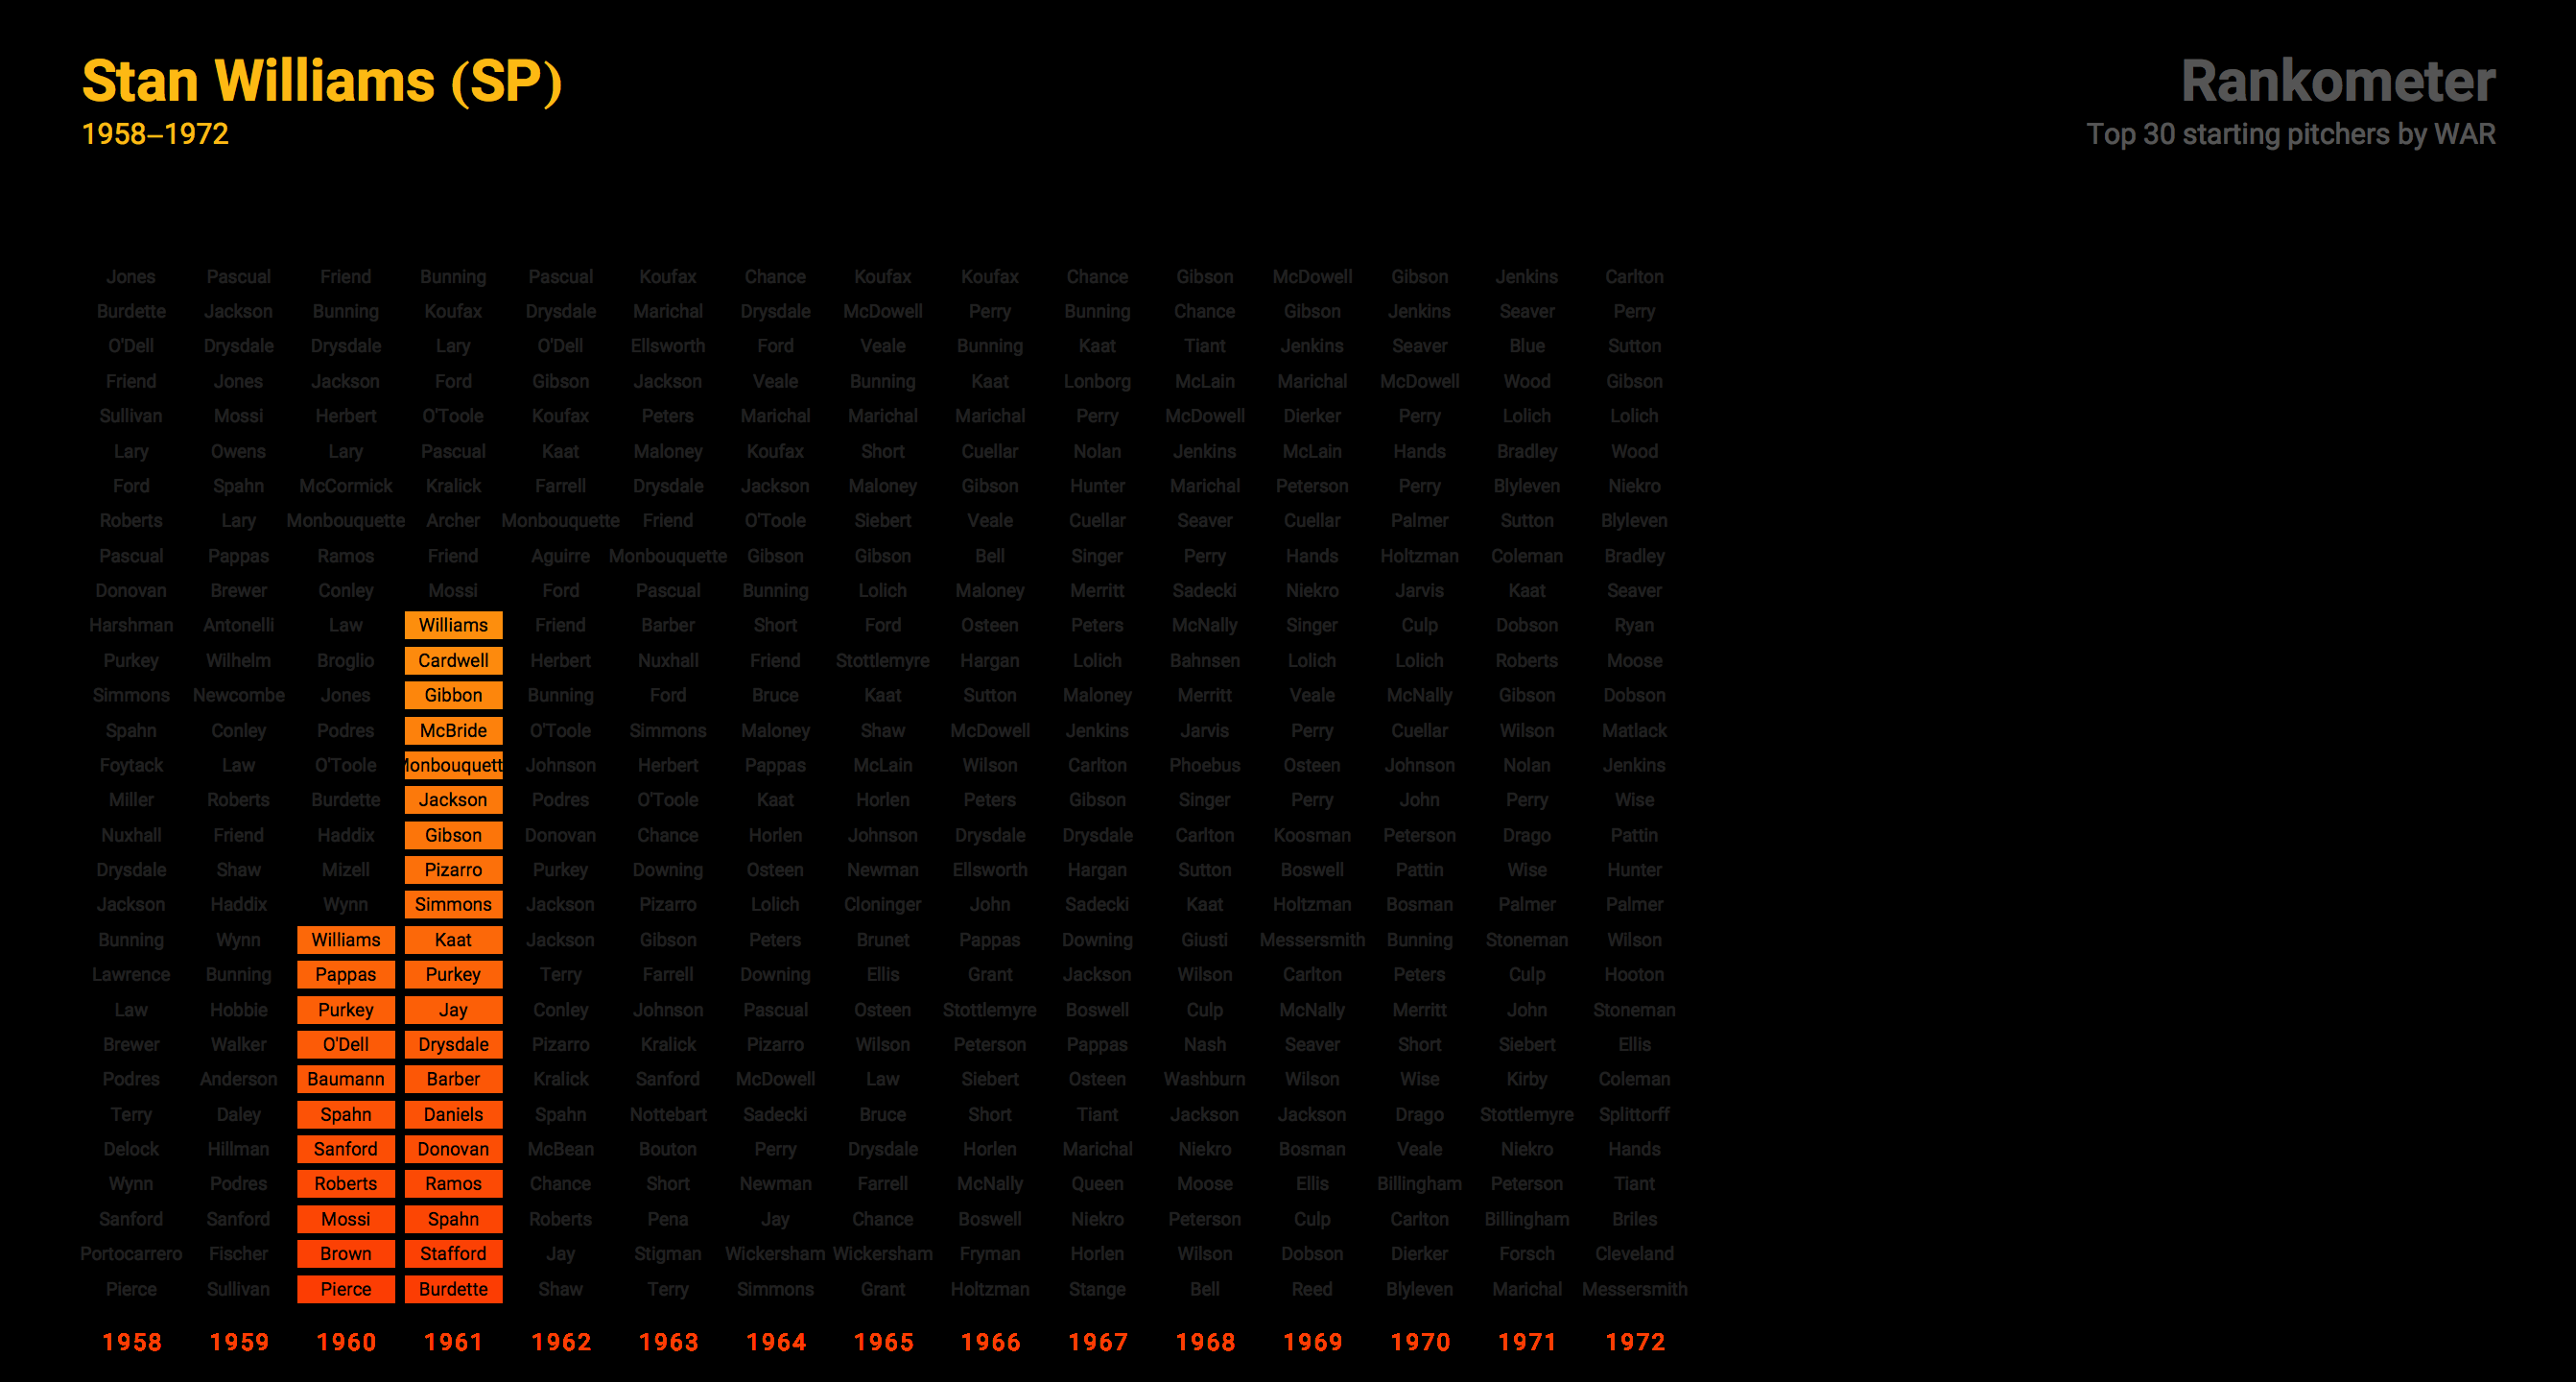 Stan Williams (SP)
1958–1972
Rankometer
Top 30 starting pitchers by WAR
Jones Pascual Friend Bunning Pascual Koufax Chance Koufax Koufax Chance Gibson McDowell Gibson Jenkins Carlton
Burdette Jackson Bunning Koufax Drysdale Marichal Drysdale McDowell Perry Bunning Chance Gibson Jenkins Seaver Perry
O'Dell Drysdale Drysdale Lary O'Dell Ellsworth Ford Veale Bunning Kaat Tiant Jenkins Seaver Blue Sutton
Friend Jones Jackson Ford Gibson Jackson Veale Bunning Kaat Lonborg McLain Marichal McDowell Wood Gibson
Sullivan Mossi Herbert O'Toole Koufax Peters Marichal Marichal Marichal Perry McDowell Dierker Perry Lolich Lolich
Lary Owens Lary Pascual Kaat Maloney Koufax Short Cuellar Nolan Jenkins McLain Hands Bradley Wood
Ford Spahn McCormick Kralick Farrell Drysdale Jackson Maloney Gibson Hunter Marichal Peterson Perry Blyleven Niekro
Roberts Lary Monbouquette Archer Monbouquette Friend O'Toole Siebert Veale Cuellar Seaver Cuellar Palmer Sutton Blyleven
Pascual Pappas Ramos Friend Aguirre Monbouquette Gibson Gibson Bell Singer Perry Hands Holtzman Coleman Bradley
Donovan Brewer Conley Mossi Ford Pascual Bunning Lolich Maloney Merritt Sadecki Niekro Jarvis Kaat Seaver
Harshman Antonelli Law Williams Friend Barber Short Ford Osteen Peters McNally Singer Culp Dobson Ryan
Purkey Wilhelm Broglio Cardwell Herbert Nuxhall Friend Stottlemyre Hargan Lolich Bahnsen Lolich Lolich Roberts Moose
Simmons Newcombe Jones Gibbon Bunning Ford Bruce Kaat Sutton Maloney Merritt Veale McNally Gibson Dobson
Spahn Conley Podres McBride O'Toole Simmons Maloney Shaw McDowell Jenkins Jarvis Perry Cuellar Wilson Matlack
Foytack Law O'Toole Monbouquett Johnson Herbert Pappas McLain Wilson Carlton Phoebus Osteen Johnson Nolan Jenkins
Miller Roberts Burdette Jackson Podres O'Toole Kaat Horlen Peters Gibson Singer Perry John Perry Wise
Nuxhall Friend Haddix Gibson Donovan Chance Horlen Johnson Drysdale Drysdale Carlton Koosman Peterson Drago Pattin
Drysdale Shaw Mizell Pizarro Purkey Downing Osteen Newman Ellsworth Hargan Sutton Boswell Pattin Wise Hunter
Jackson Haddix Wynn Simmons Jackson Pizarro Lolich Cloninger John Sadecki Kaat Holtzman Bosman Palmer Palmer
Bunning Wynn Williams Kaat Jackson Gibson Peters Brunet Pappas Downing Giusti Messersmith Bunning Stoneman Wilson
Lawrence Bunning Pappas Purkey Terry Farrell Downing Ellis Grant Jackson Wilson Carlton Peters Culp Hooton
Law Hobbie Purkey Jay Conley Johnson Pascual Osteen Stottlemyre Boswell Culp McNally Merritt John Stoneman
Brewer Walker O'Dell Drysdale Pizarro Kralick Pizarro Wilson Peterson Pappas Nash Seaver Short Siebert Ellis
Podres Anderson Baumann Barber Kralick Sanford McDowell Law Siebert Osteen Washburn Wilson Wise Kirby Coleman
Terry Daley Spahn Daniels Spahn Nottebart Sadecki Bruce Short Tiant Jackson Jackson Drago Stottlemyre Splittorff
Delock Hillman Sanford Donovan McBean Bouton Perry Drysdale Horlen Marichal Niekro Bosman Veale Niekro Hands
Wynn Podres Roberts Ramos Chance Short Newman Farrell McNally Queen Moose Ellis Billingham Peterson Tiant
Sanford Sanford Mossi Spahn Roberts Pena Jay Chance Boswell Niekro Peterson Culp Carlton Billingham Briles
Portocarrero Fischer Brown Stafford Jay Stigman Wickersham Wickersham Fryman Horlen Wilson Dobson Dierker Forsch Cleveland
Pierce Sullivan Pierce Burdette Shaw Terry Simmons Grant Holtzman Stange Bell Reed Blyleven Marichal Messersmith
1958 1959 1960 1961 1962 1963 1964 1965 1966 1967 1968 1969 1970 1971 1972